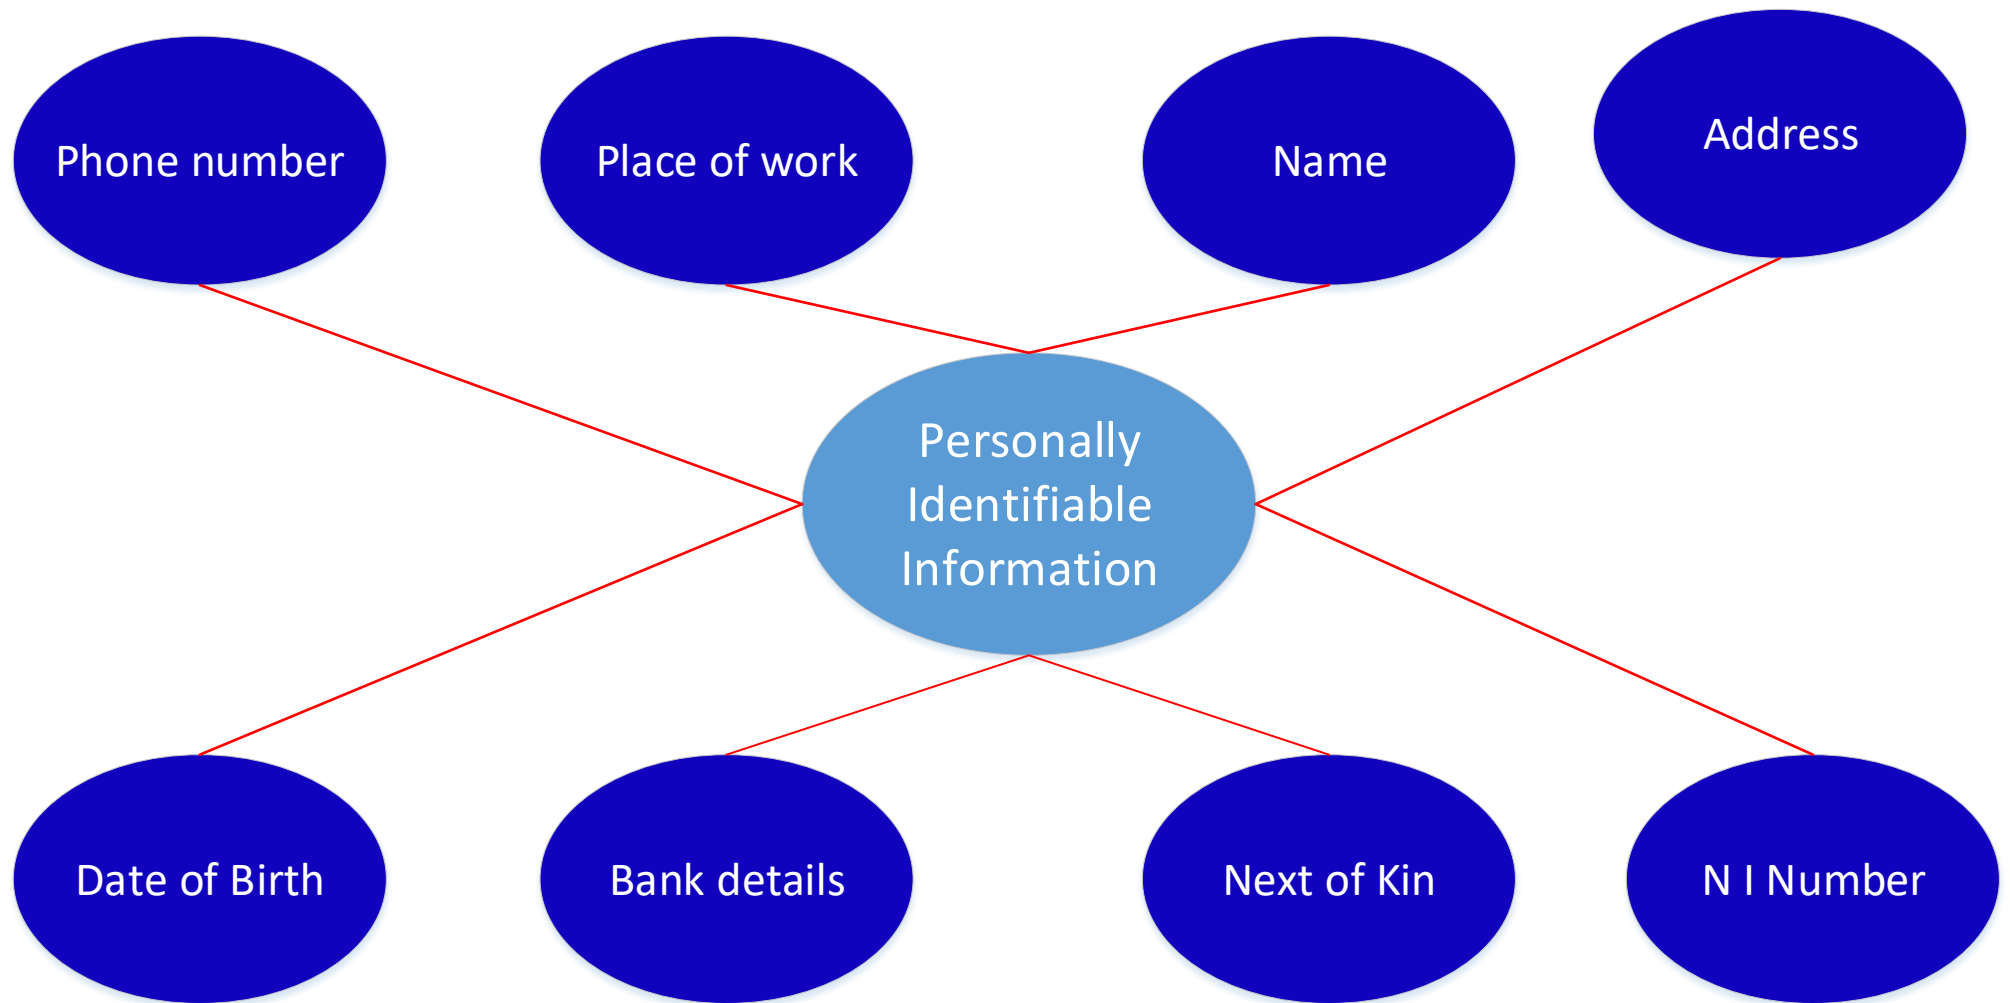 Phone number
Place of work
Name
Address
Personally
Identifiable
Information
Date of Birth
Bank details
Next of Kin
N I Number